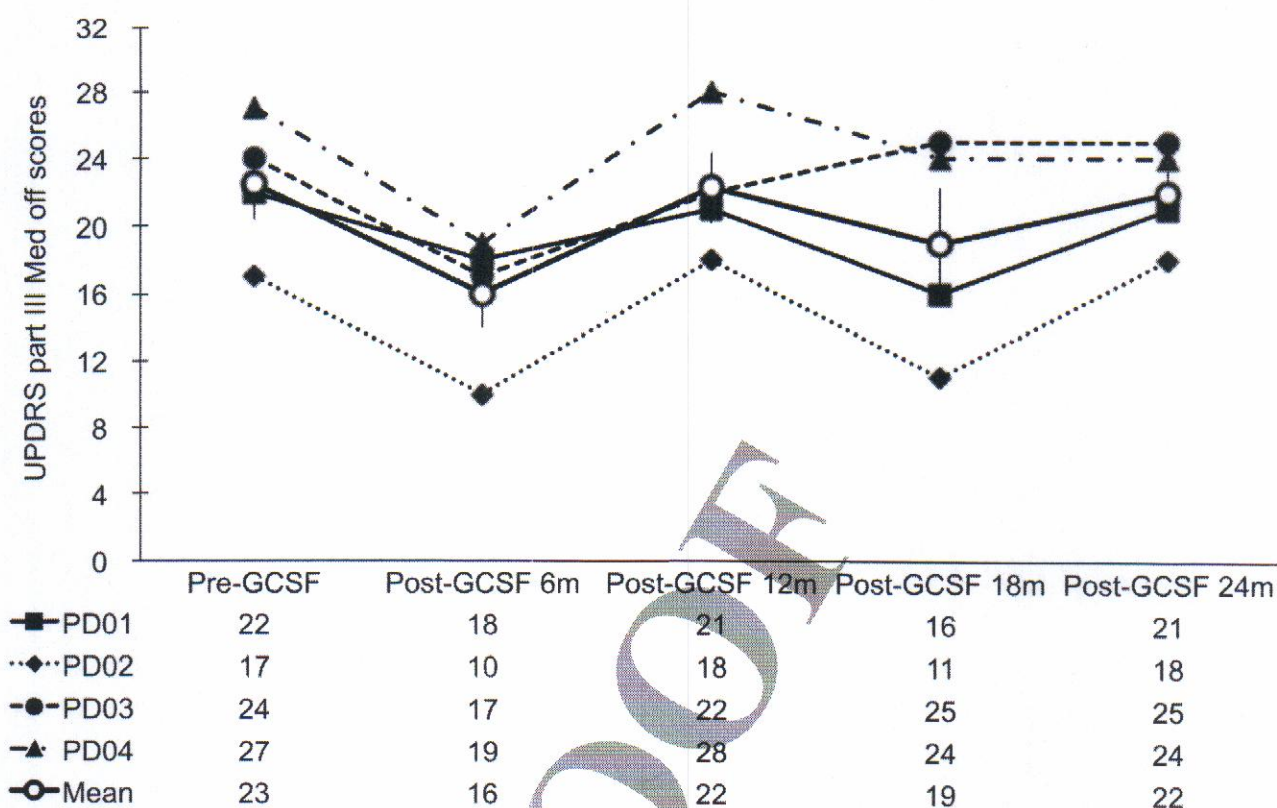 32
28
24
20
16
12
8
4
0
UPDRS part III Med off scores
Pre-GCSF Post-GCSF 6m Post-GCSF 12m Post-GCSF 18m Post-GCSF 24m
PD01 22 18 21 16 21
PD02 17 10 18 11 18
PD03 24 17 22 25 25
PD04 27 19 28 24 24
Mean 23 16 22 19 22
OOF